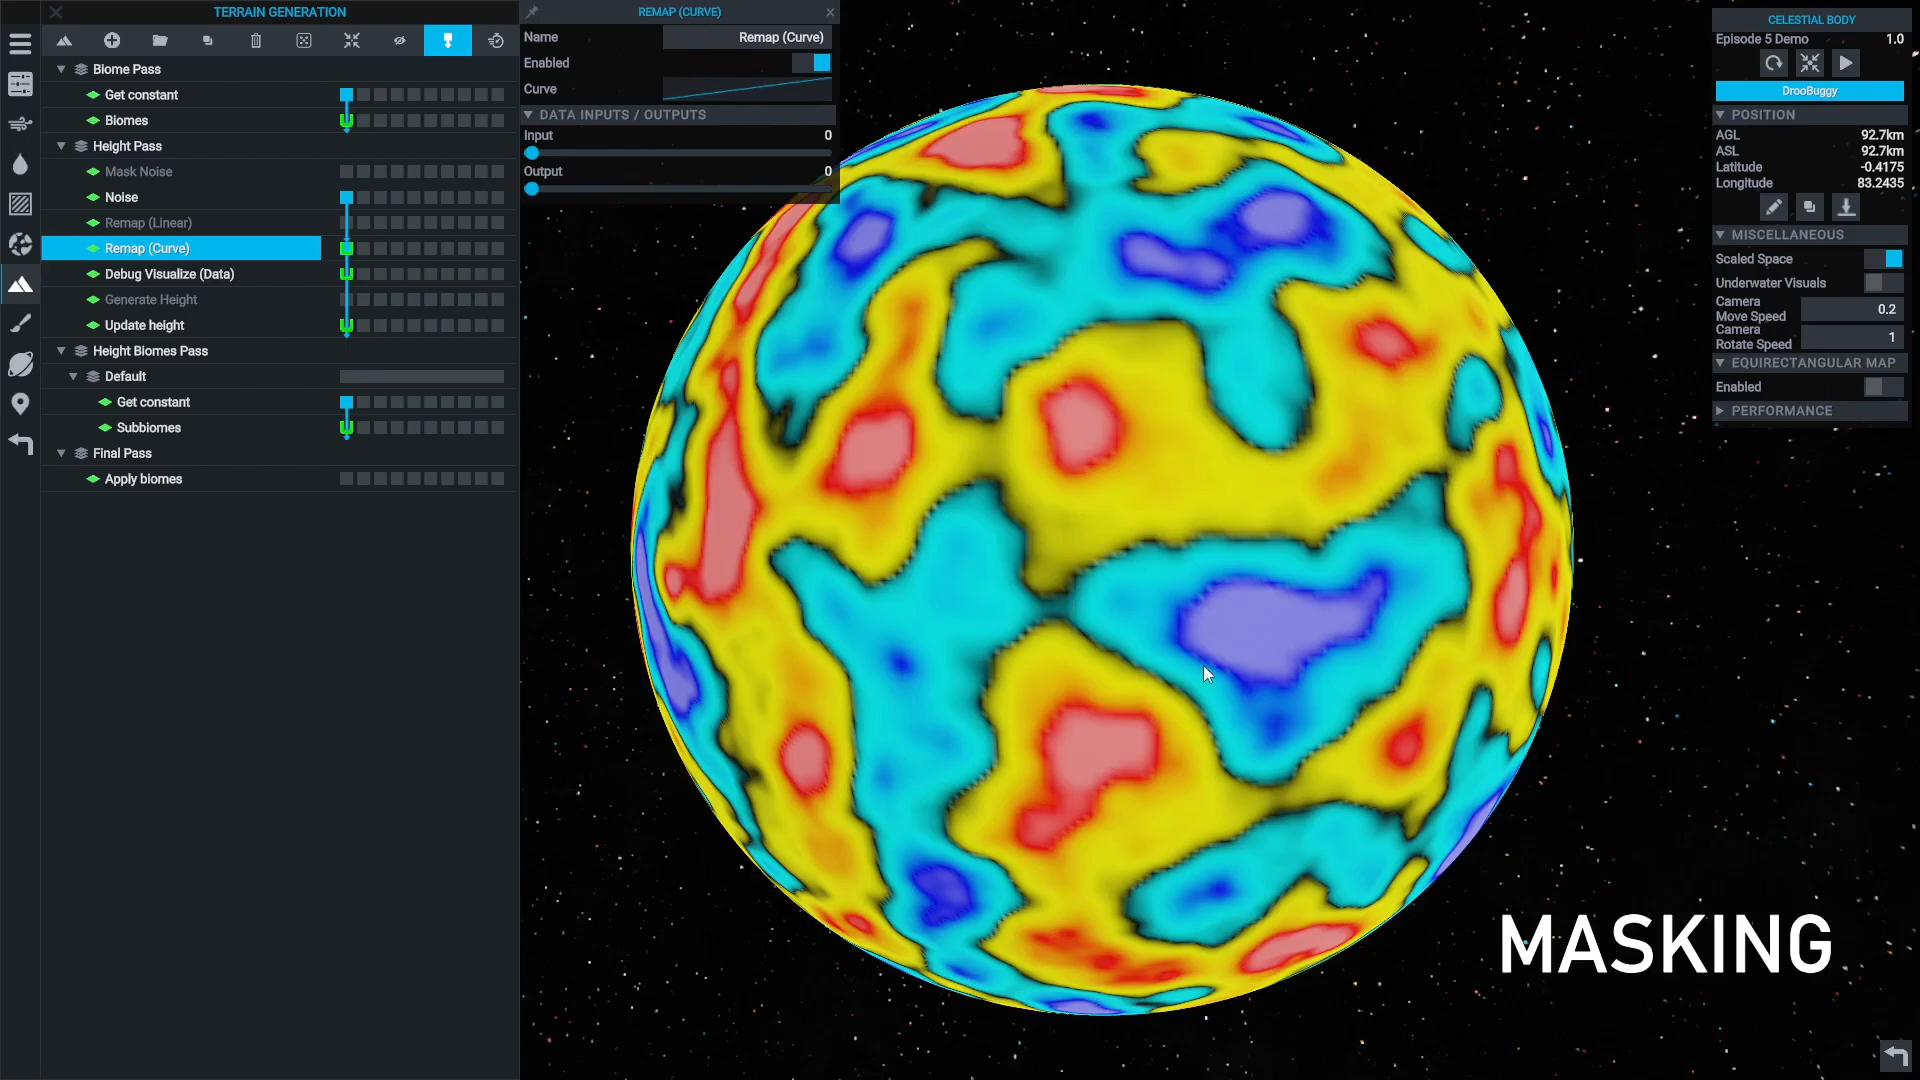 TERRAIN GENERATION
Biome Pass
Get constant
Biomes
Height Pass
Mask Noise
Noise
Remap (Linear)
Remap (Curve)
Debug Visualize (Data)
Generate Height
Update height
Height Biomes Pass
Default
Get constant
Subbiomes
Final Pass
Apply biomes
REMAP (CURVE)
Name Remap (Curve)
Enabled
Curve
DATA INPUTS / OUTPUTS
Input 0
Output 0
CELESTIAL BODY
Episode 5 Demo 1.0
DrooBuggy
POSITION
AGL 92.7km
ASL 92.7km
Latitude -0.4175
Longitude 83.2435
MISCELLANEOUS
Scaled Space
Underwater Visuals
Camera
Move Speed 0.2
Camera
Rotate Speed 1
EQUIRECTANGULAR MAP
Enabled
PERFORMANCE
MASKING